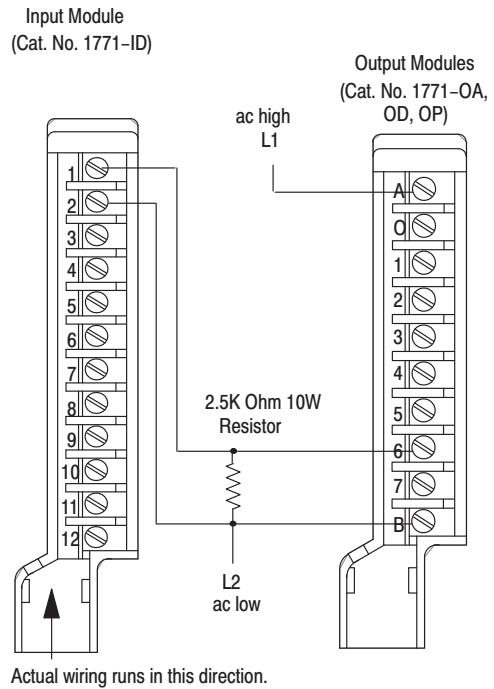 Input Module
(Cat. No. 1771–ID)
Output Modules
(Cat. No. 1771–OA,
OD, OP)
ac high
L1
1
2
3
4
5
6
7
8
9
10
11
12
A
O
1
2
3
4
5
6
7
B
2.5K Ohm 10W
Resistor
L2
ac low
Actual wiring runs in this direction.